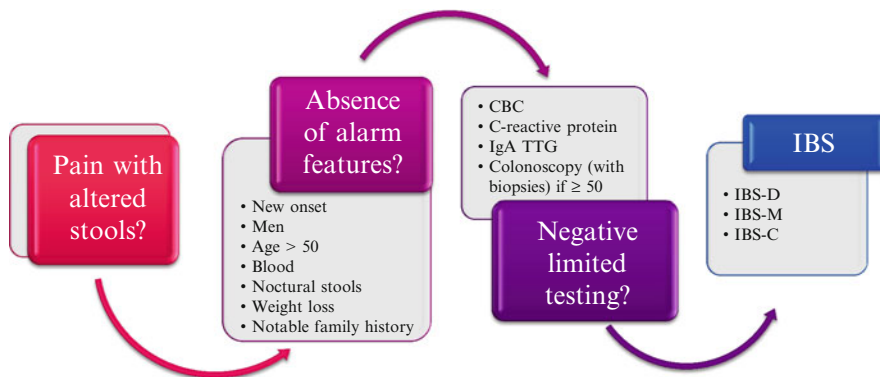 Pain with
altered
stools?
Absence
of alarm
features?
• New onset
• Men
• Age > 50
• Blood
• Noctural stools
• Weight loss
• Notable family history
• CBC
• C-reactive protein
• IgA TTG
• Colonoscopy (with
biopsies) if ≥ 50
Negative
limited
testing?
IBS
• IBS-D
• IBS-M
• IBS-C